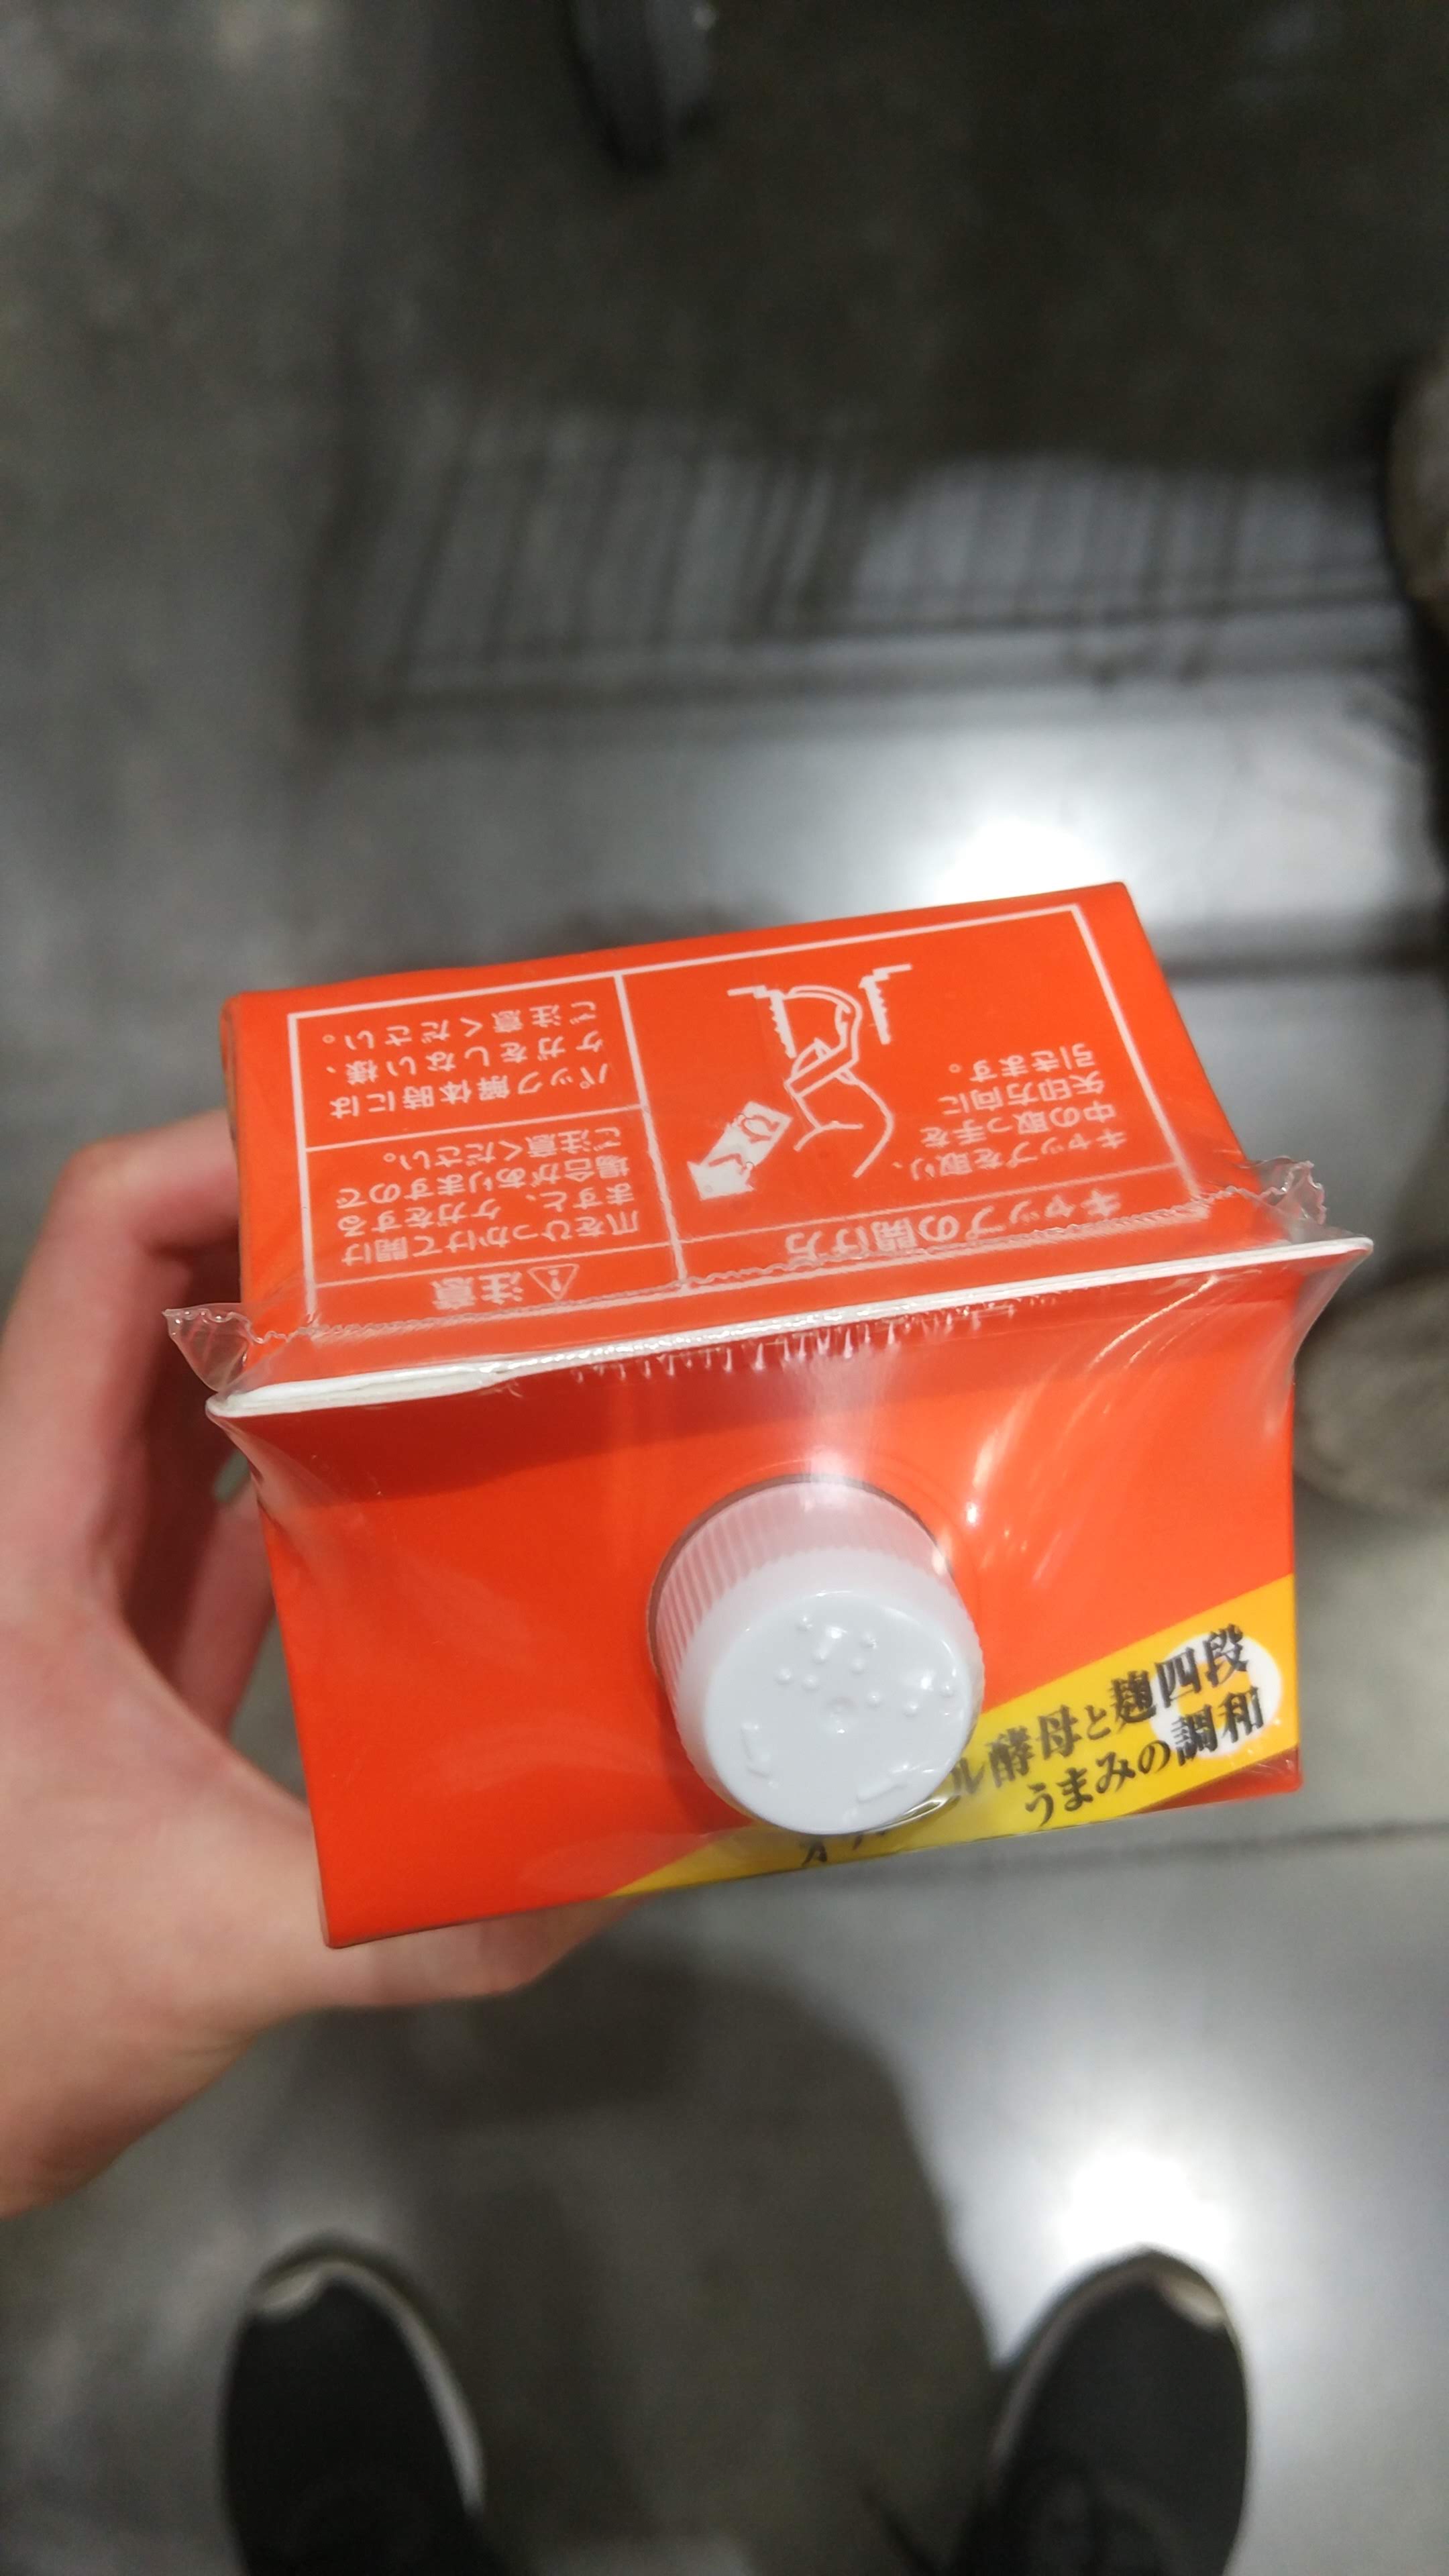 キャップの開け方
キャップを取り、
中の取っ手を
矢印方向に
引きます。
注意
爪をひっかけて開け
ますと、ケガをする
場合がありますので
ご注意ください。
パック解体時には
ケガをしない様、
ご注意ください。
ル酵母と麹四段
うまみの調和